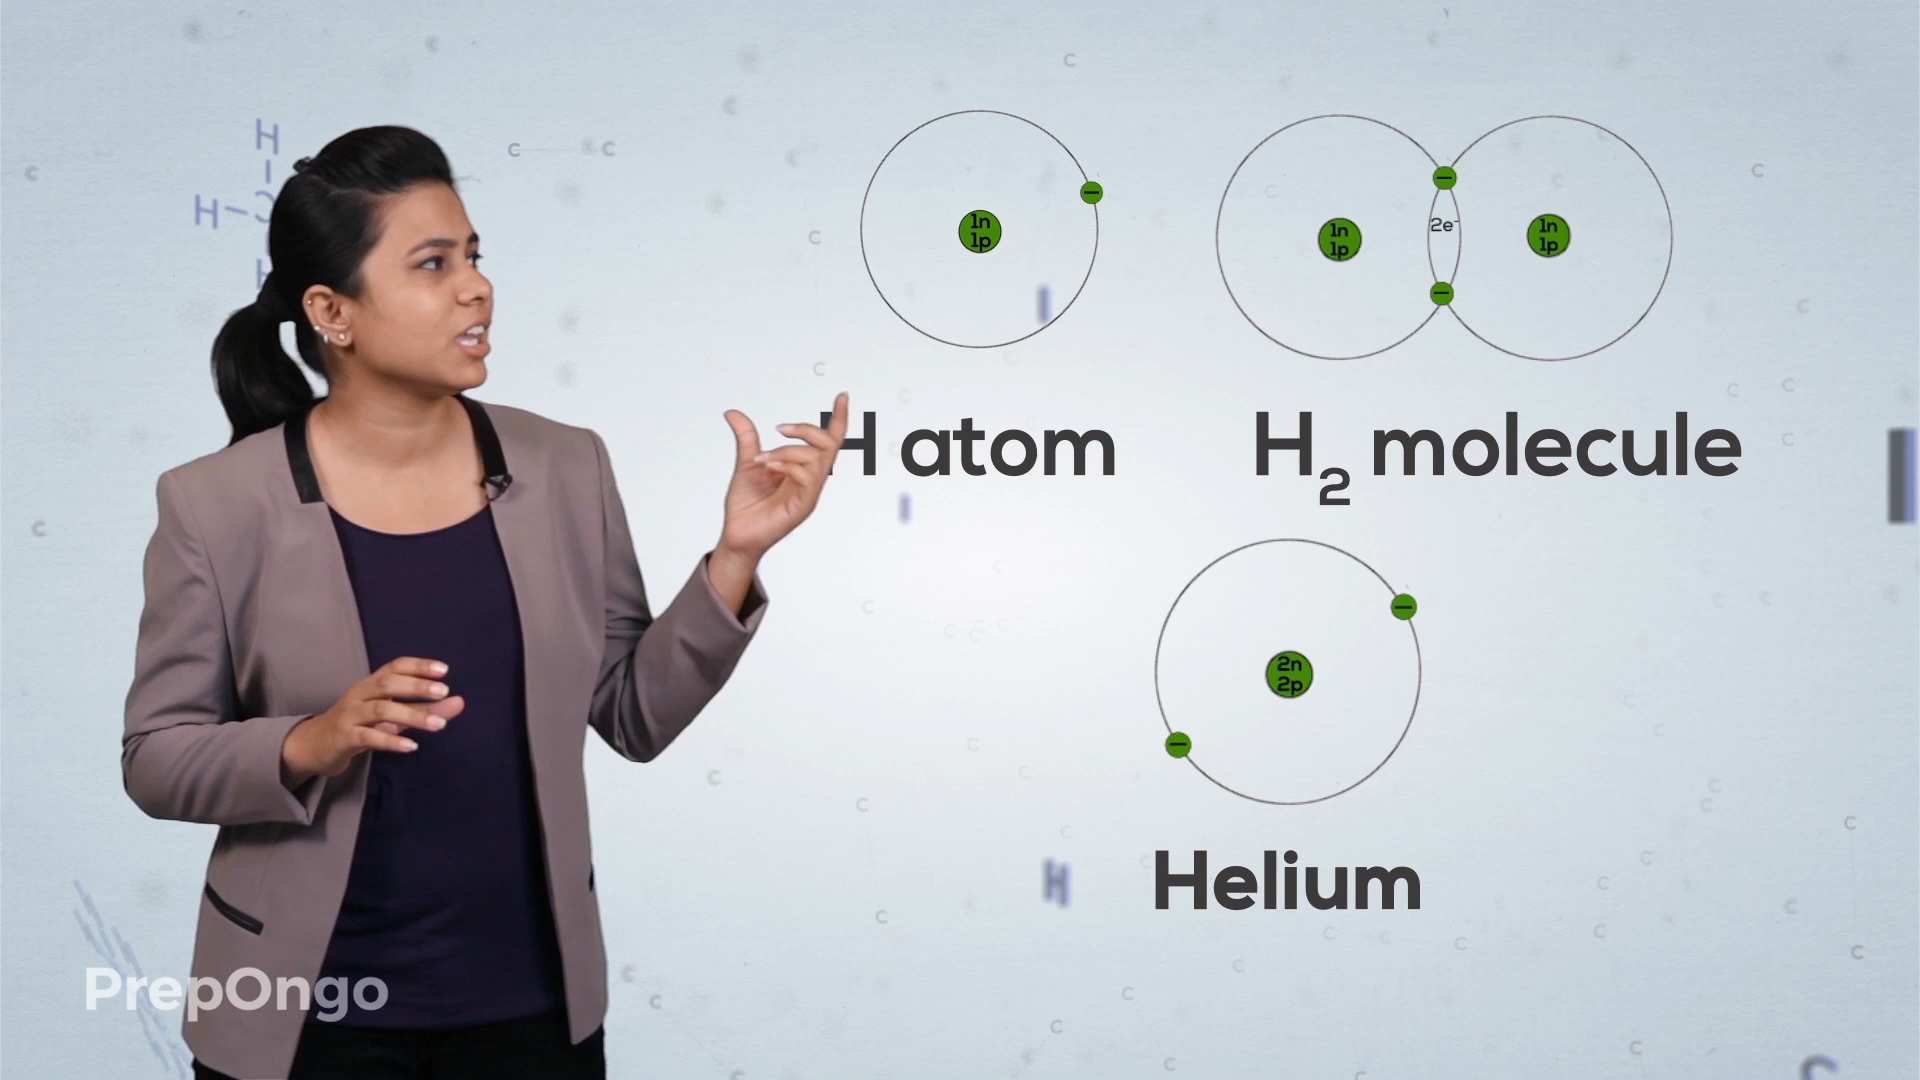 H
H C
H
1n
1p
1n
1p
2e-
1n
1p
H atom
H2 molecule
2n
2p
Helium
H
PrepOngo